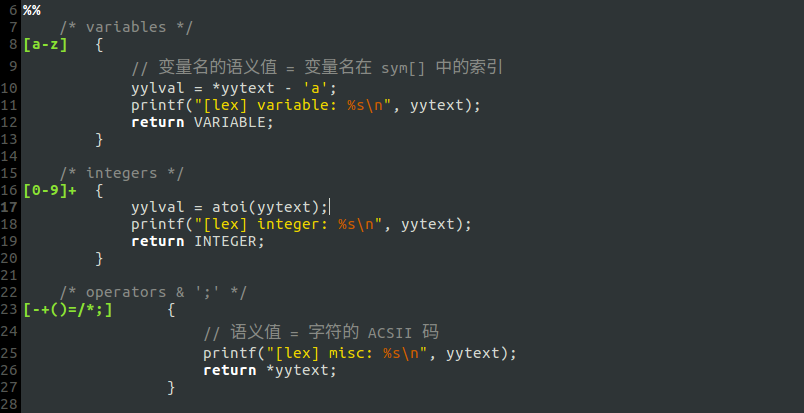 6 %%
7     /* variables */
8 [a-z]   {
9             // 变量名的语义值 = 变量名在 sym[] 中的索引
10             yylval = *yytext - 'a';
11             printf("[lex] variable: %s\n", yytext);
12             return VARIABLE;
13         }
14
15     /* integers */
16 [0-9]+  {
17             yylval = atoi(yytext);
18             printf("[lex] integer: %s\n", yytext);
19             return INTEGER;
20         }
21
22     /* operators & ';' */
23 [-+()=/*;]      {
24                     // 语义值 = 字符的 ACSII 码
25                     printf("[lex] misc: %s\n", yytext);
26                     return *yytext;
27                 }
28